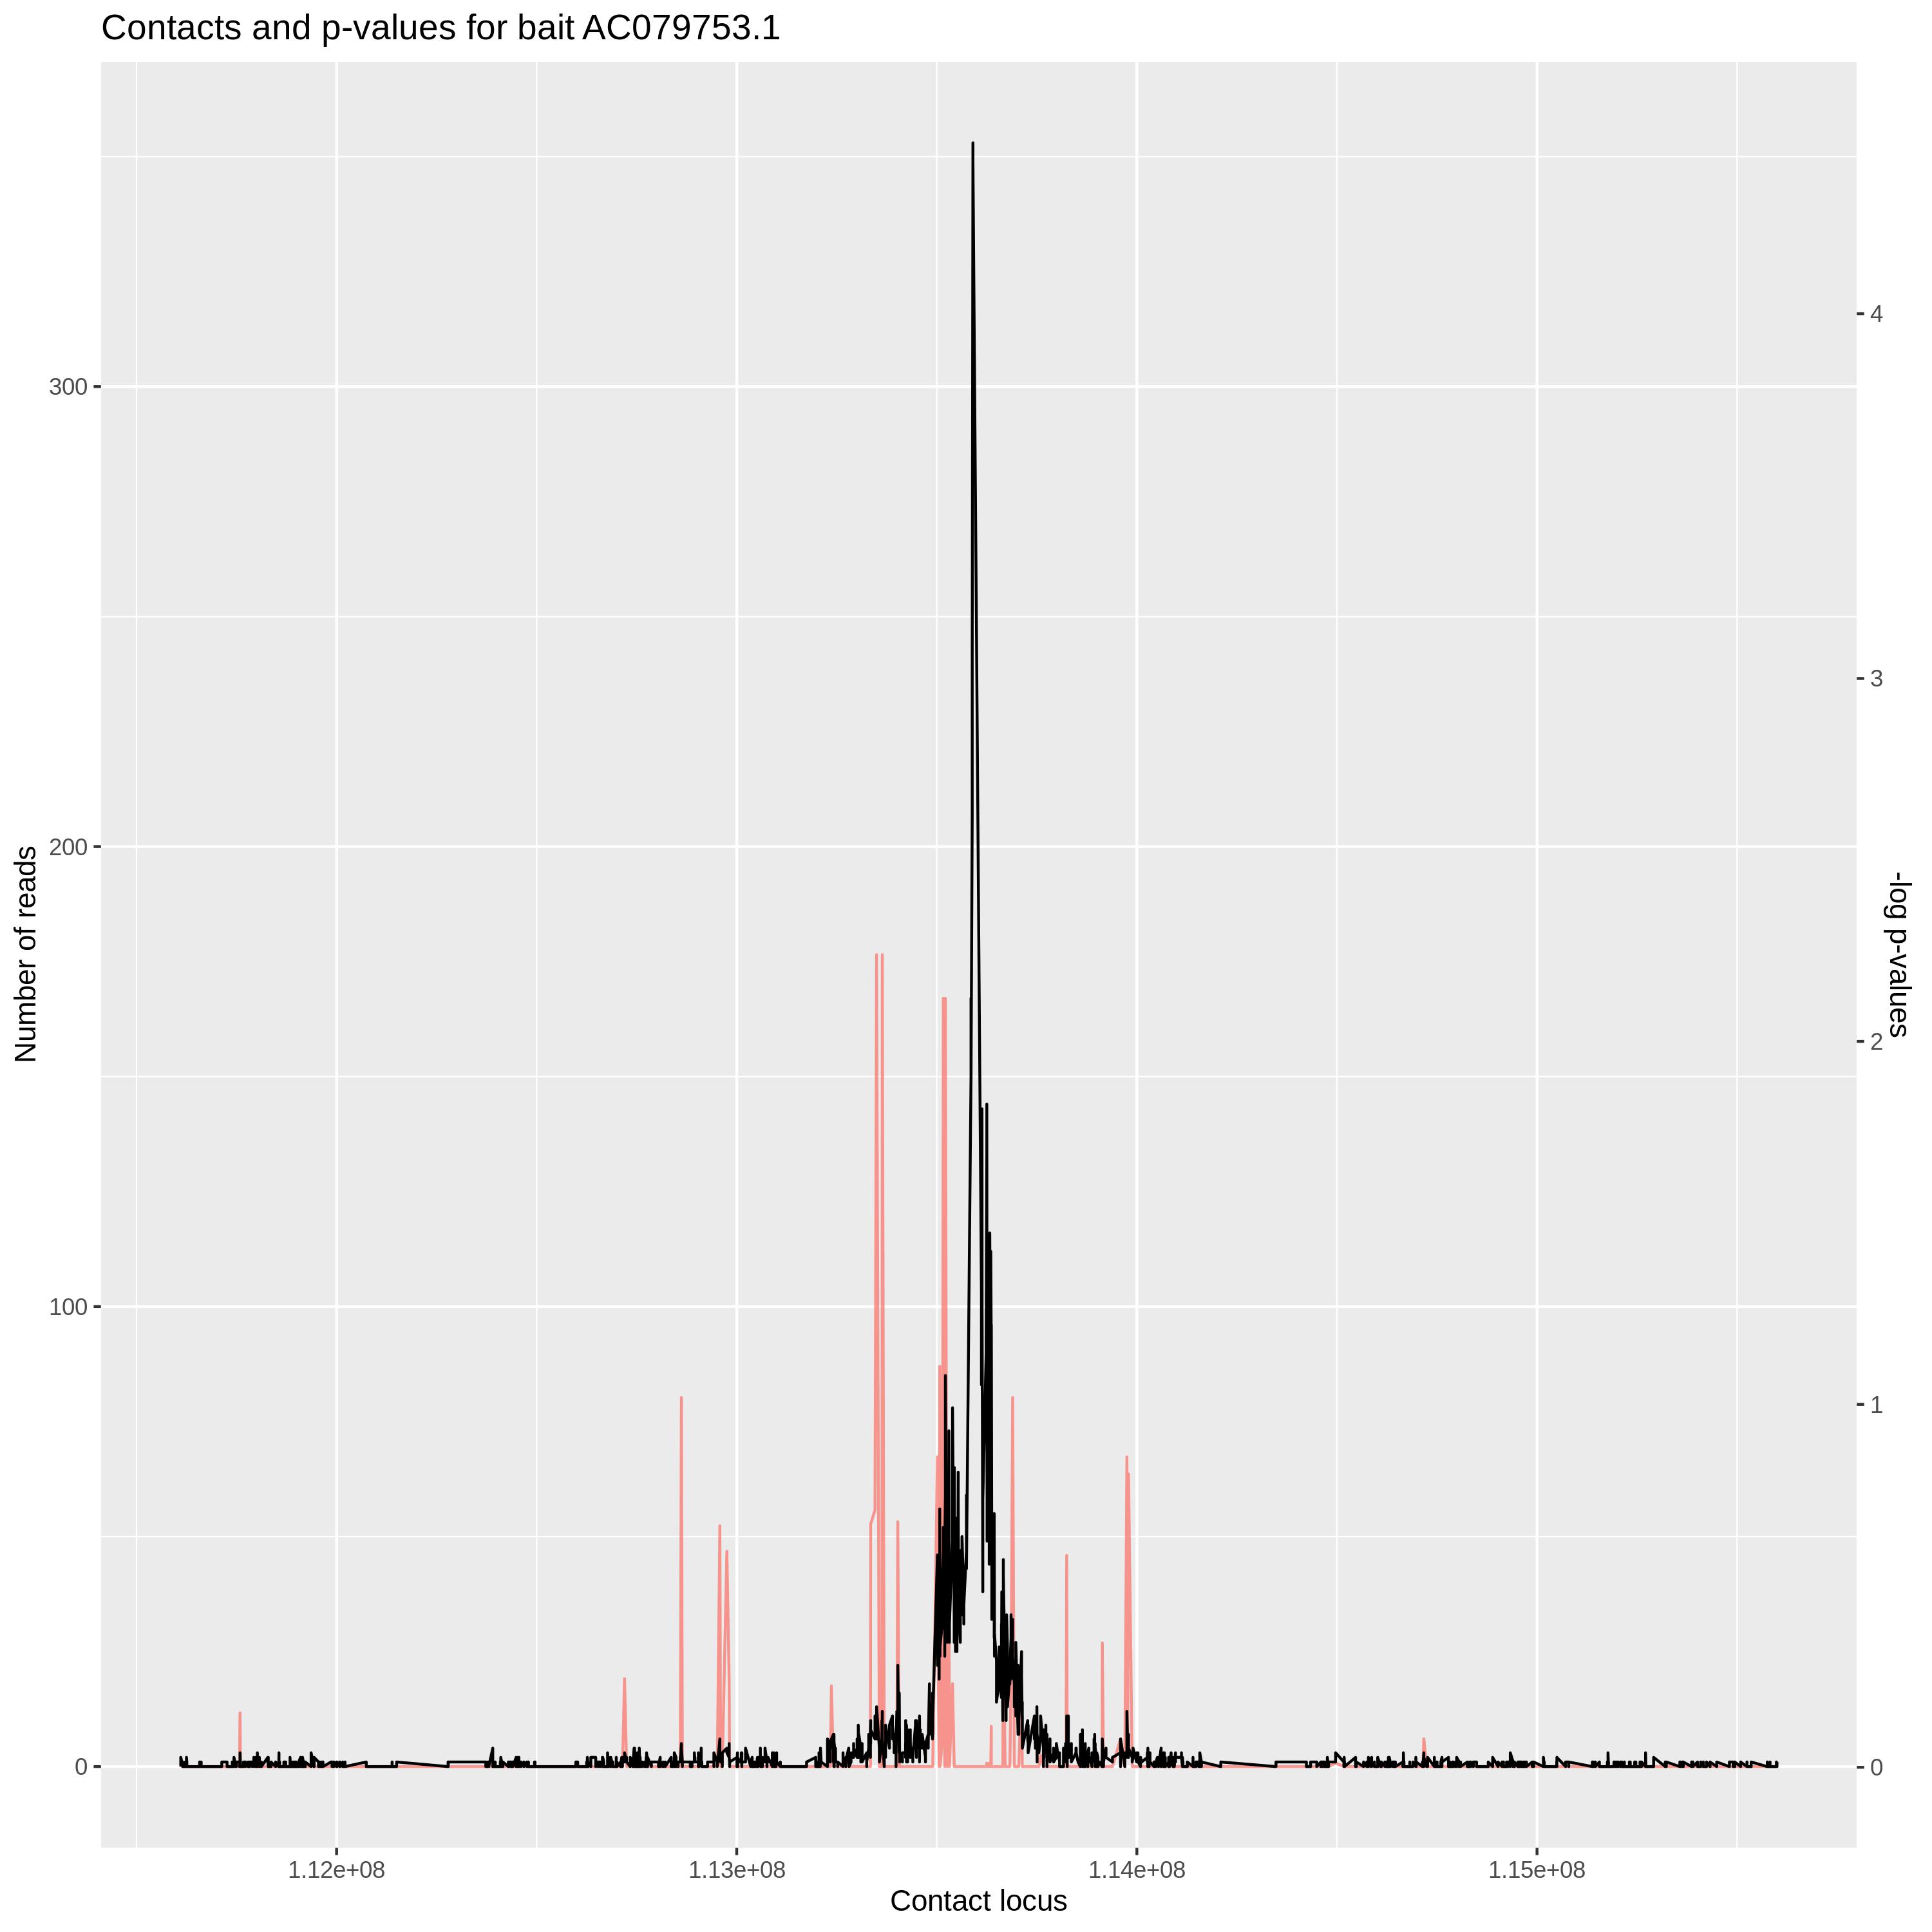 Contacts and p-values for bait AC079753.1
300
200
100
0
Number of reads
4
3
2
1
0
-log p-values
1.12e+08
1.13e+08
1.14e+08
1.15e+08
Contact locus